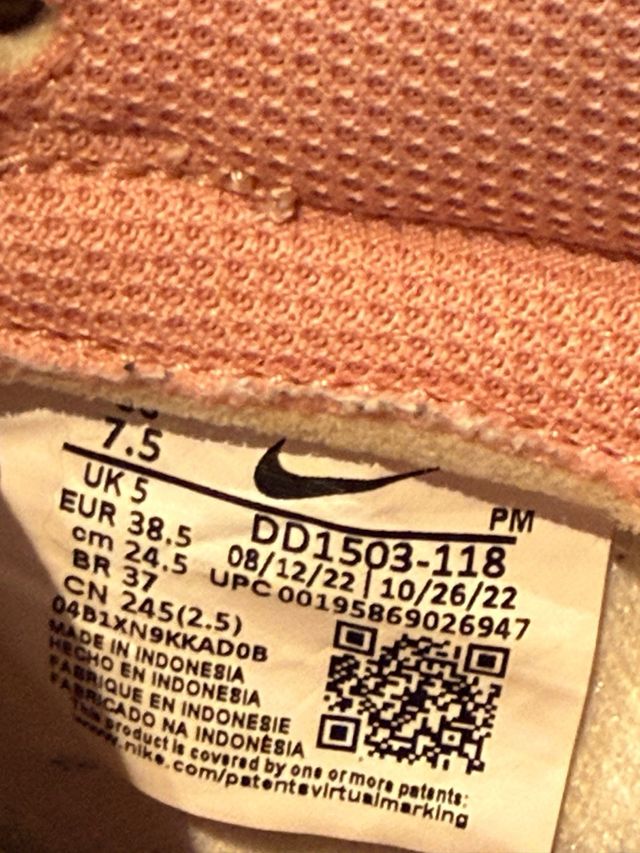 7.5
UK 5
EUR 38.5
cm 24.5
BR 37
CN 245(2.5)
04B1XN9KKAD0B
PM
DD1503-118
08/12/22 | 10/26/22
UPC 00195869026947
MADE IN INDONESIA
HECHO EN INDONESIA
FABRIQUE EN INDONESIE
FABRICADO NA INDONÉSIA
This product is covered by one or more patents:
www.nike.com/patentsvirtualmarking